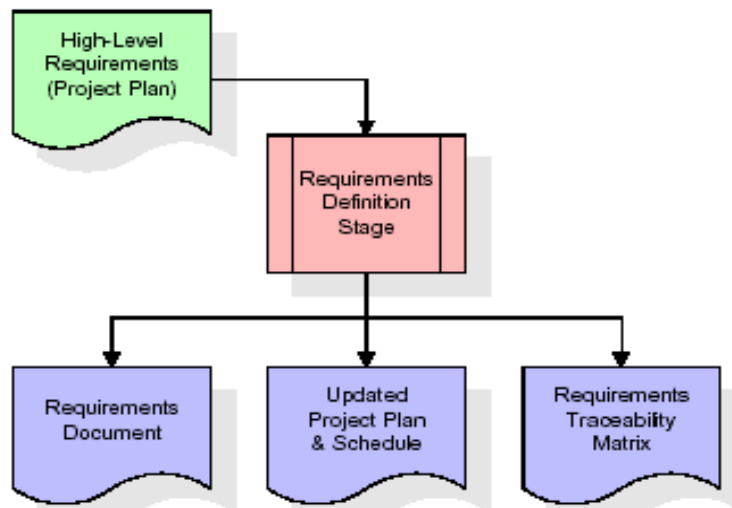 High-Level
Requirements
(Project Plan)
Requirements
Definition
Stage
Requirements
Document
Updated
Project Plan
& Schedule
Requirements
Traceability
Matrix